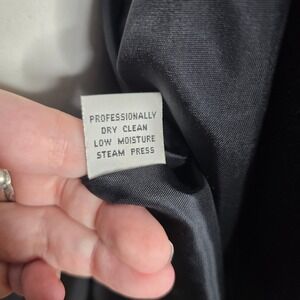 PROFESSIONALLY
DRY CLEAN
LOW MOISTURE
STEAM PRESS